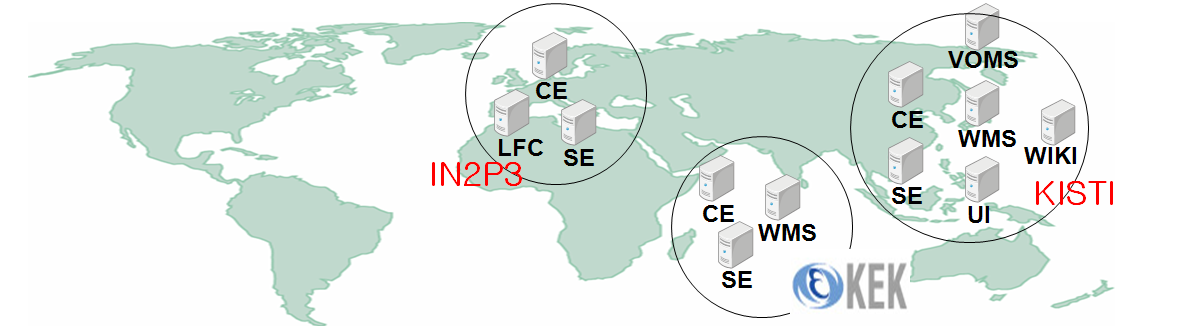 CE
LFC
SE
IN2P3
CE
WMS
SE
KEK
VOMS
CE
WMS
WIKI
SE
UI
KISTI